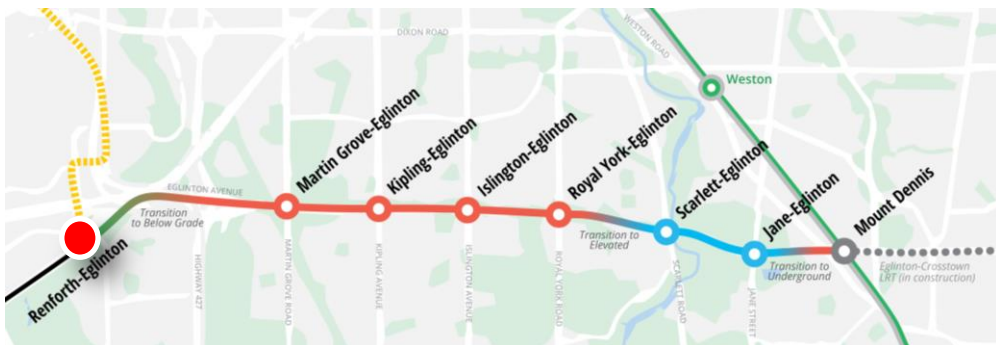 DIXON ROAD
WESTON ROAD
Weston
Martin Grove-Eglinton
Kipling-Eglinton
Islington-Eglinton
Royal York-Eglinton
Scarlett-Eglinton
Jane-Eglinton
Mount Dennis
EGLINTON AVENUE
Transition
to Below Grade
Renforth-Eglinton
Transition to
Elevated
Transition to
Underground
Eglinton-Crosstown
LRT (in construction)
HIGHWAY 427
MARTIN GROVE ROAD
KIPLING AVENUE
ISLINGTON AVENUE
ROYAL YORK ROAD
SCARLETT ROAD
JANE STREET